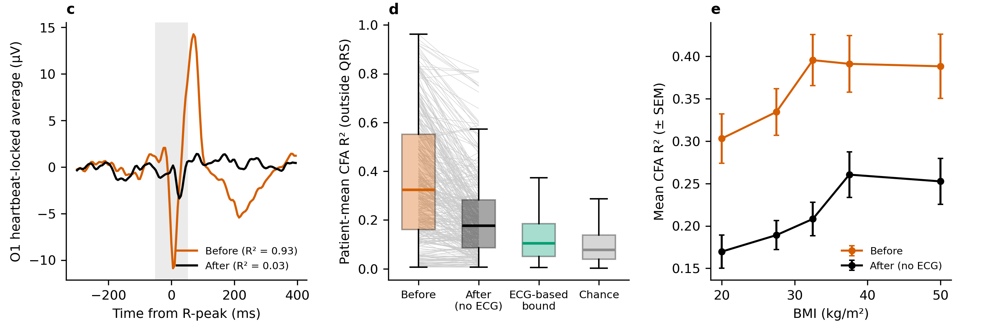 c
O1 heartbeat-locked average (µV)
15
10
5
0
−5
−10
Before (R² = 0.93)
After (R² = 0.03)
−200
0
200
400
Time from R-peak (ms)
d
Patient-mean CFA R² (outside QRS)
1.0
0.8
0.6
0.4
0.2
0.0
Before
After
(no ECG)
ECG-based
bound
Chance
e
Mean CFA R² (± SEM)
0.40
0.35
0.30
0.25
0.20
0.15
Before
After (no ECG)
20
30
40
50
BMI (kg/m²)